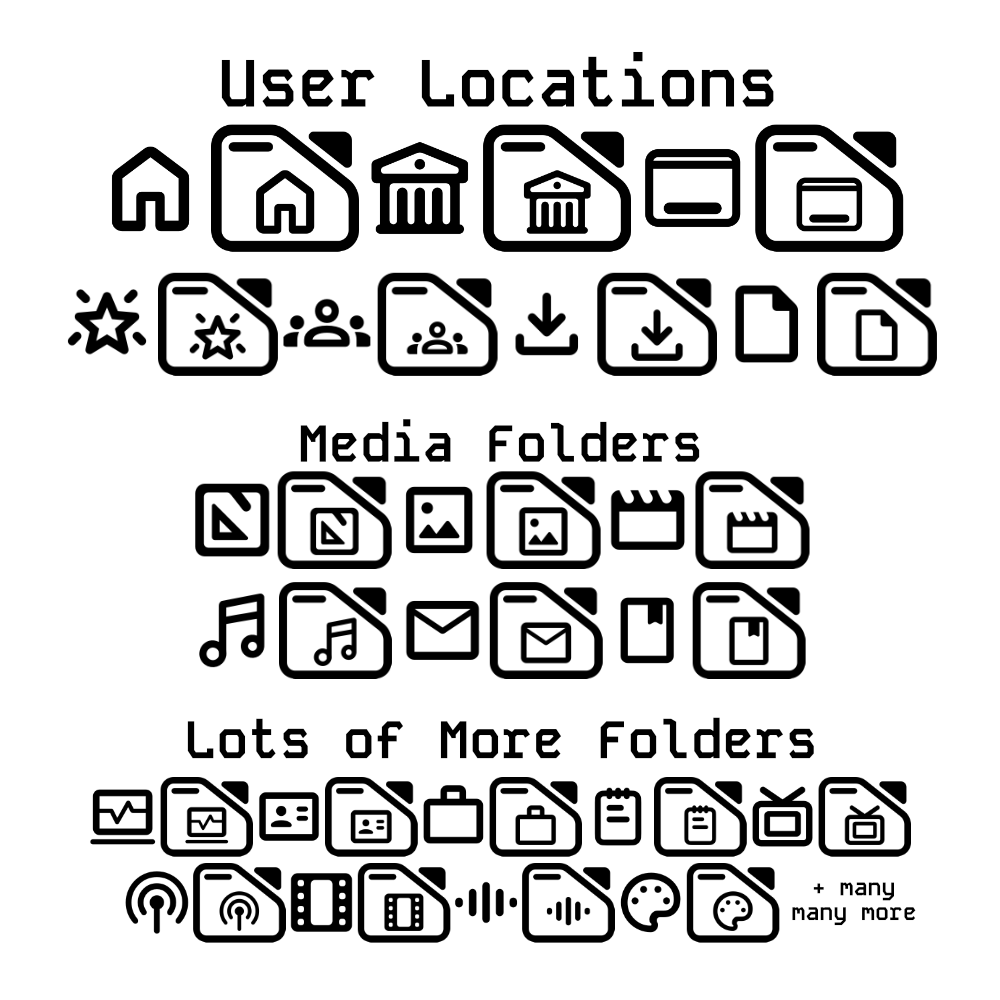 User Locations
Media Folders
Lots of More Folders
+ many
many more